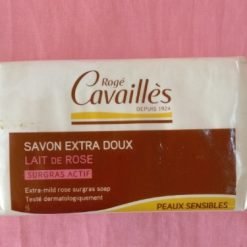 Rogé
Cavaillès
DEPUIS 1924
SAVON EXTRA DOUX
LAIT DE ROSE
SURGRAS ACTIF
Extra-mild rose surgras soap
Testé dermatologiquement
PEAUX SENSIBLES